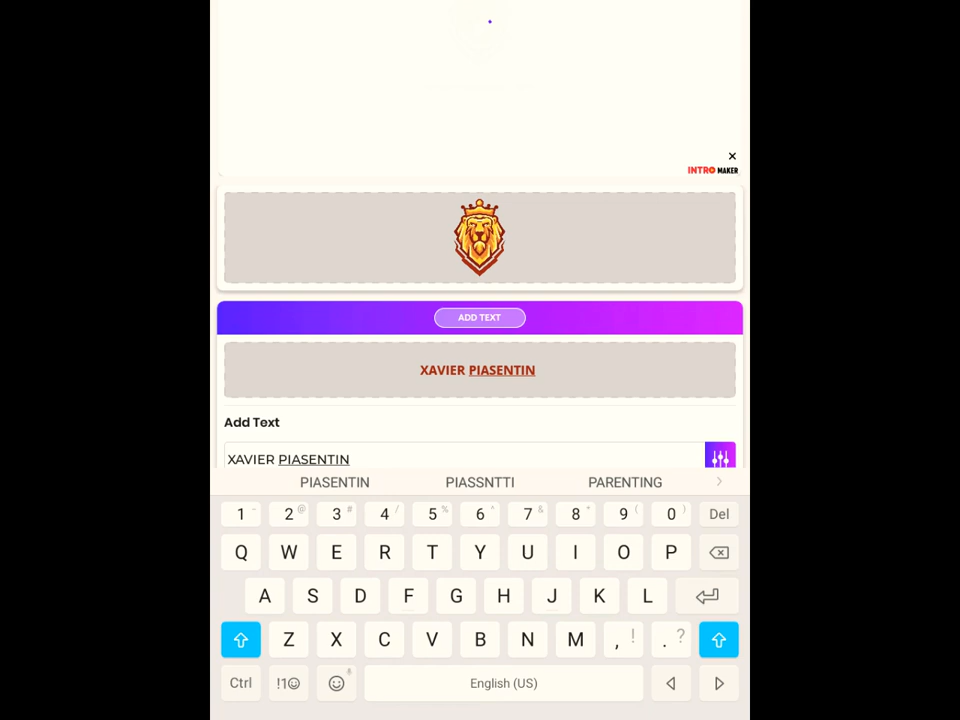 ×
INTRO MAKER
ADD TEXT
XAVIER PIASENTIN
Add Text
XAVIER PIASENTIN
PIASENTIN PIASSNTTI PARENTING >
1 - 2 @ 3 # 4 / 5 % 6 ^ 7 & 8 * 9 ( 0 ) Del
Q W E R T Y U I O P
A S D F G H J K L
Z X C V B N M , ! . ?
Ctrl !1☺ English (US)